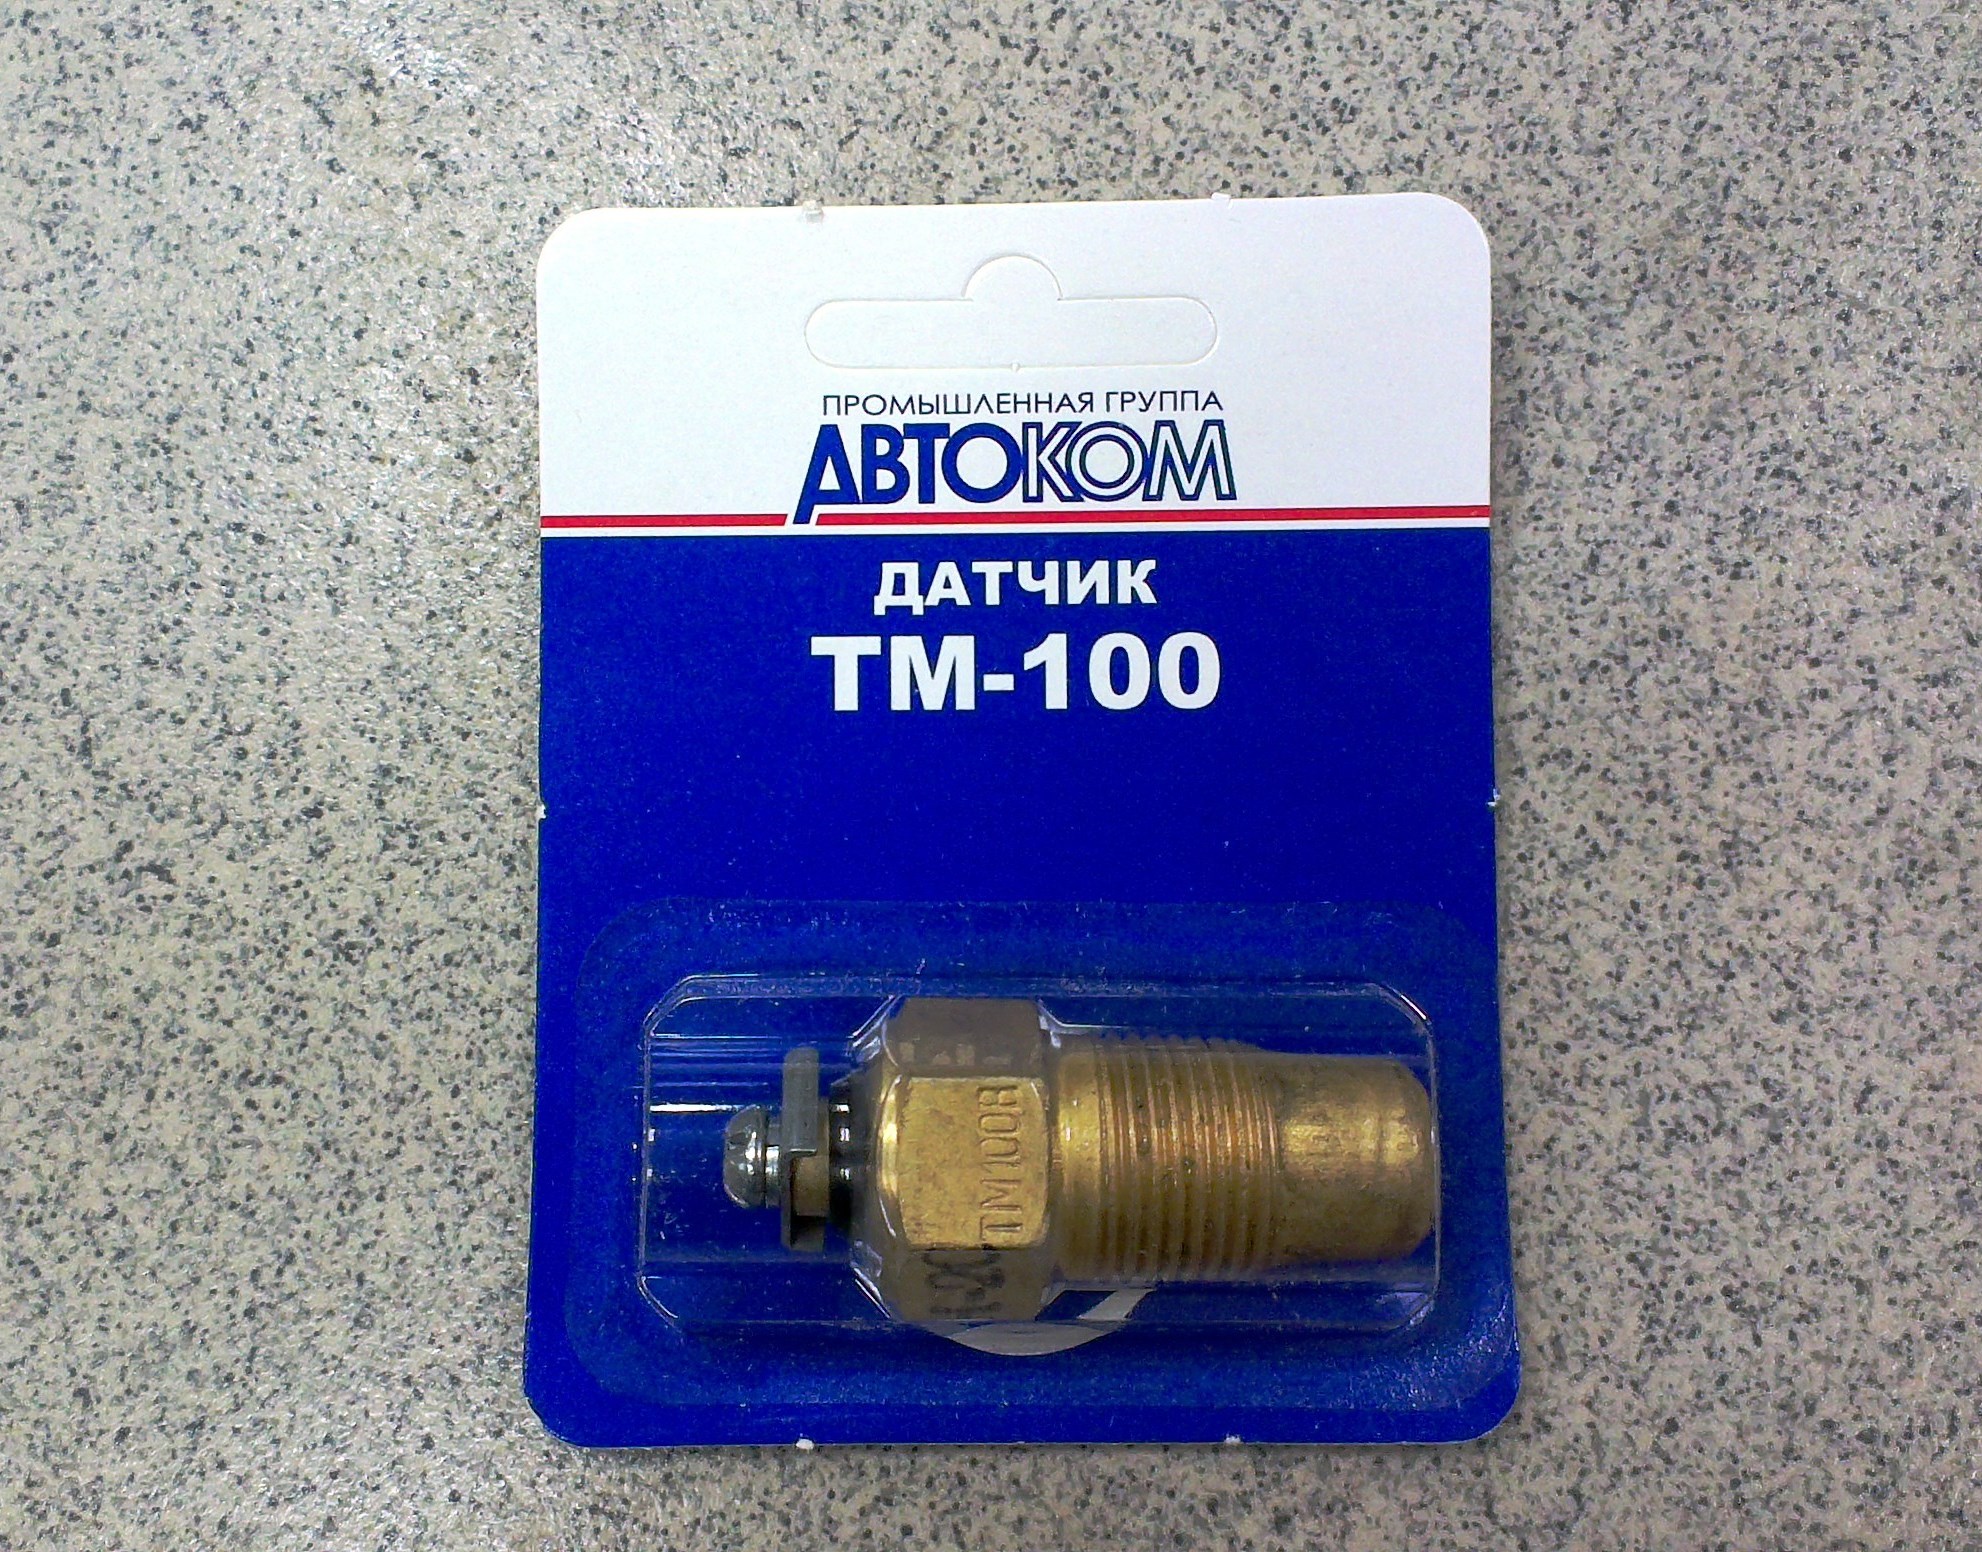 ПРОМЫШЛЕННАЯ ГРУППА
АВТОКОМ
ДАТЧИК
ТМ-100
ТМ100В